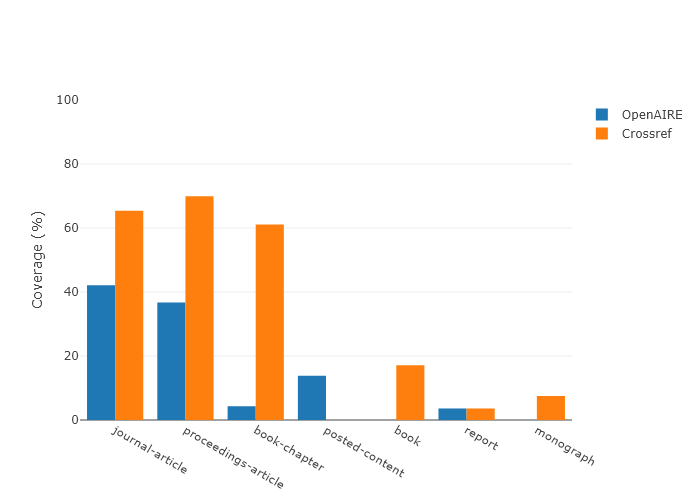 100
80
60
40
20
0
Coverage (%)
journal-article
proceedings-article
book-chapter
posted-content
book
report
monograph
OpenAIRE
Crossref